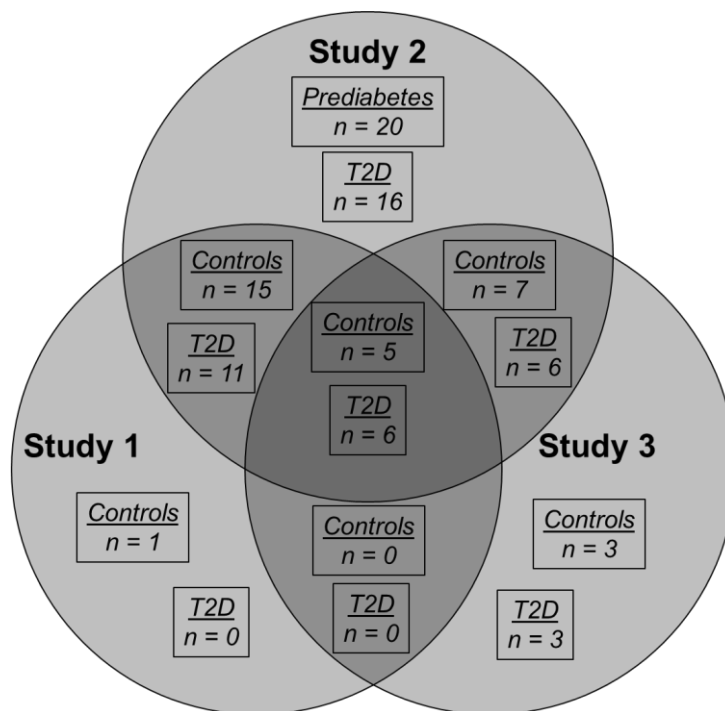 Study 2
Prediabetes
n = 20
T2D
n = 16
Controls
n = 15
T2D
n = 11
Controls
n = 5
T2D
n = 6
Controls
n = 7
T2D
n = 6
Study 1
Study 3
Controls
n = 1
T2D
n = 0
Controls
n = 0
T2D
n = 0
Controls
n = 3
T2D
n = 3